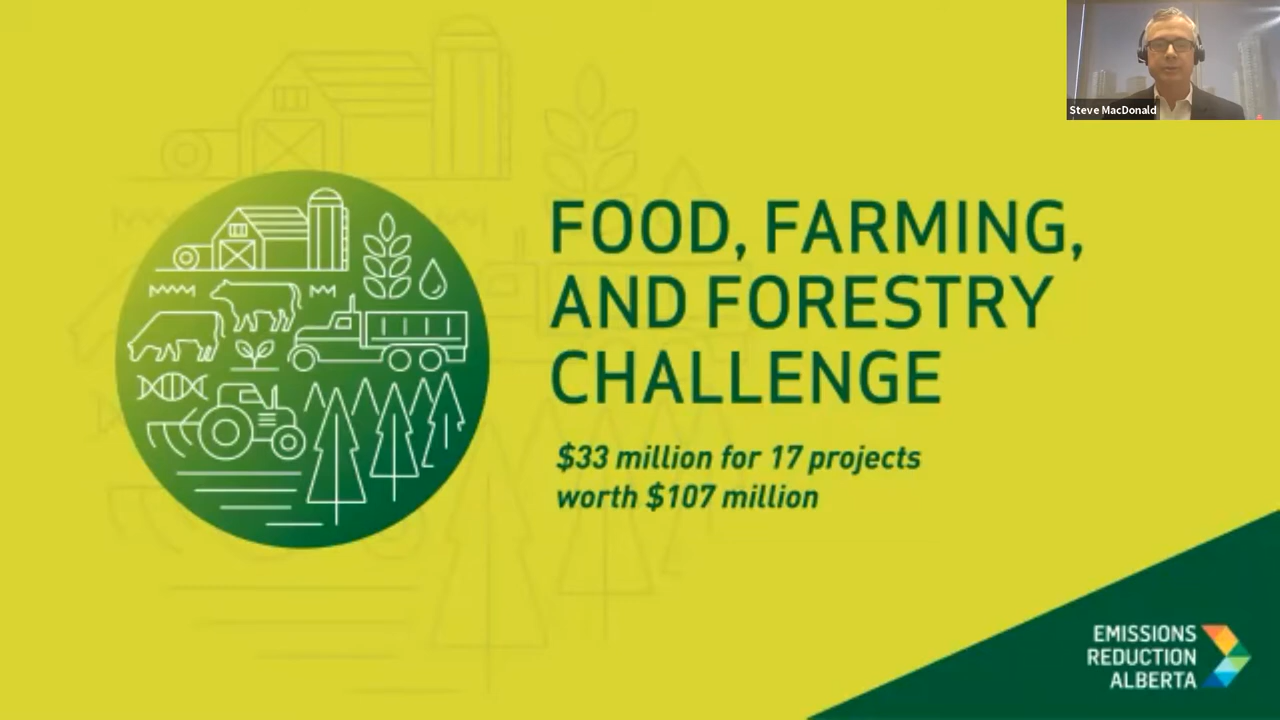 Steve MacDonald
FOOD, FARMING,
AND FORESTRY
CHALLENGE
$33 million for 17 projects
worth $107 million
EMISSIONS
REDUCTION
ALBERTA